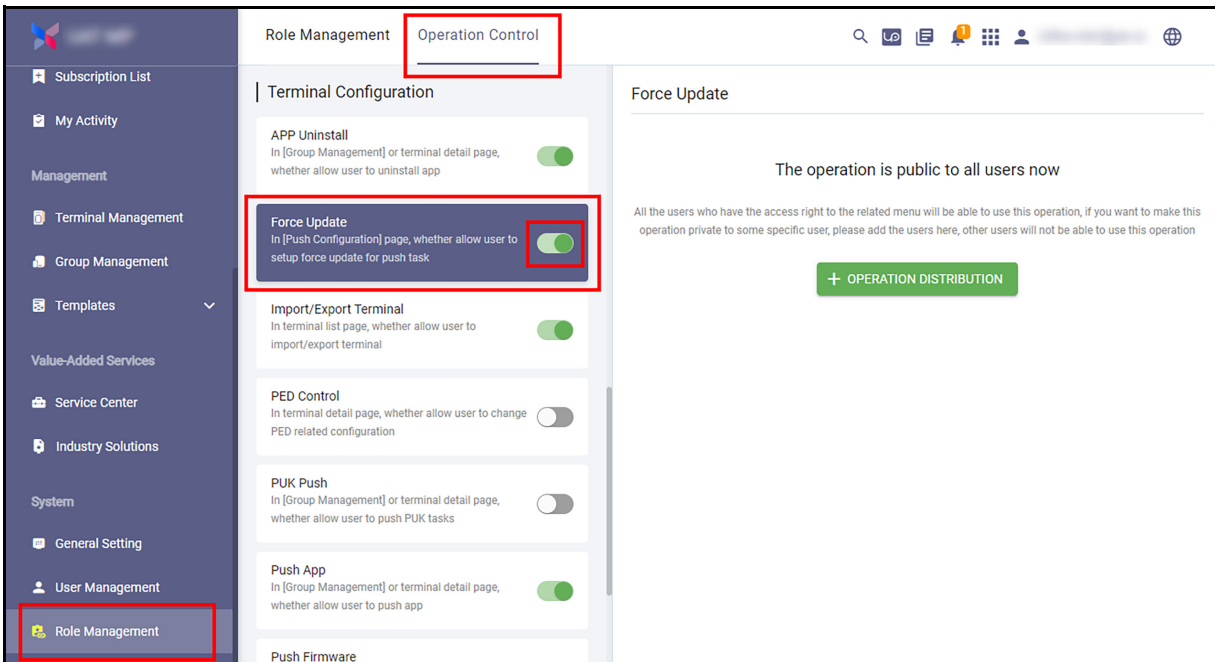 Subscription List
My Activity
Management
Terminal Management
Group Management
Templates
Value-Added Services
Service Center
Industry Solutions
System
General Setting
User Management
Role Management
Role Management
Operation Control
1
Terminal Configuration
APP Uninstall
In [Group Management] or terminal detail page,
whether allow user to uninstall app
Force Update
In [Push Configuration] page, whether allow user to
setup force update for push task
Import/Export Terminal
In terminal list page, whether allow user to
import/export terminal
PED Control
In terminal detail page, whether allow user to change
PED related configuration
PUK Push
In [Group Management] or terminal detail page,
whether allow user to push PUK tasks
Push App
In [Group Management] or terminal detail page,
whether allow user to push app
Push Firmware
Force Update
The operation is public to all users now
All the users who have the access right to the related menu will be able to use this operation, if you want to make this
operation private to some specific user, please add the users here, other users will not be able to use this operation
+ OPERATION DISTRIBUTION